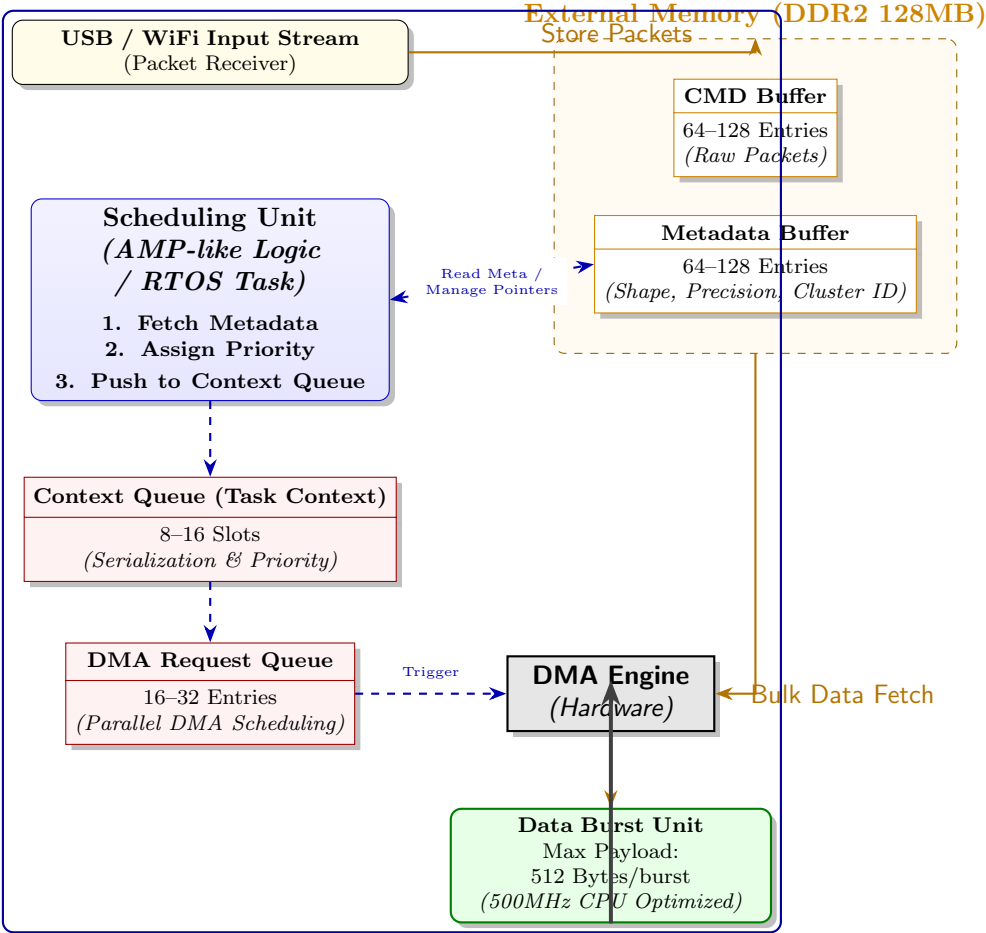 External Memory (DDR2 128MB)
Store Packets
USB / WiFi Input Stream
(Packet Receiver)
CMD Buffer
64–128 Entries
(Raw Packets)
Scheduling Unit
(AMP-like Logic
/ RTOS Task)
1. Fetch Metadata
2. Assign Priority
3. Push to Context Queue
Read Meta /
Manage Pointers
Metadata Buffer
64–128 Entries
(Shape, Precision, Cluster ID)
Context Queue (Task Context)
8–16 Slots
(Serialization & Priority)
DMA Request Queue
16–32 Entries
(Parallel DMA Scheduling)
Trigger
DMA Engine
(Hardware)
Bulk Data Fetch
Data Burst Unit
Max Payload:
512 Bytes/burst
(500MHz CPU Optimized)